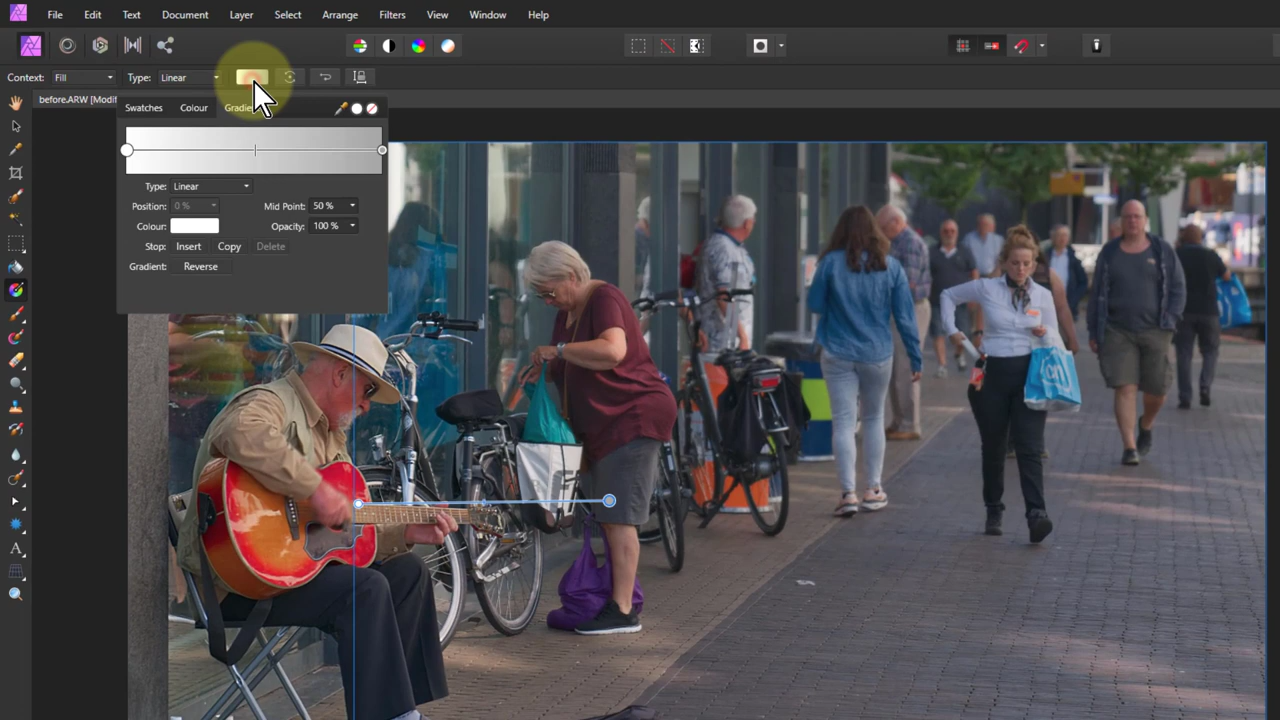 File Edit Text Document Layer Select Arrange Filters View Window Help
Context: Fill Type: Linear
before.ARW [Modif
Swatches Colour Gradie
Type: Linear
Position: 0 % Mid Point: 50 %
Colour: Opacity: 100 %
Stop: Insert Copy Delete
Gradient: Reverse